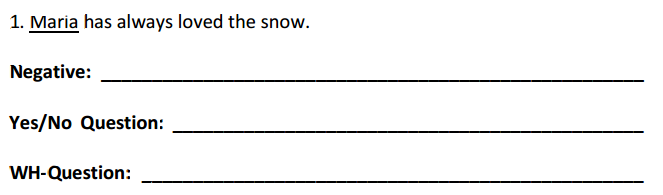 1. Maria has always loved the snow.
Negative:
Yes/No Question:
WH-Question: